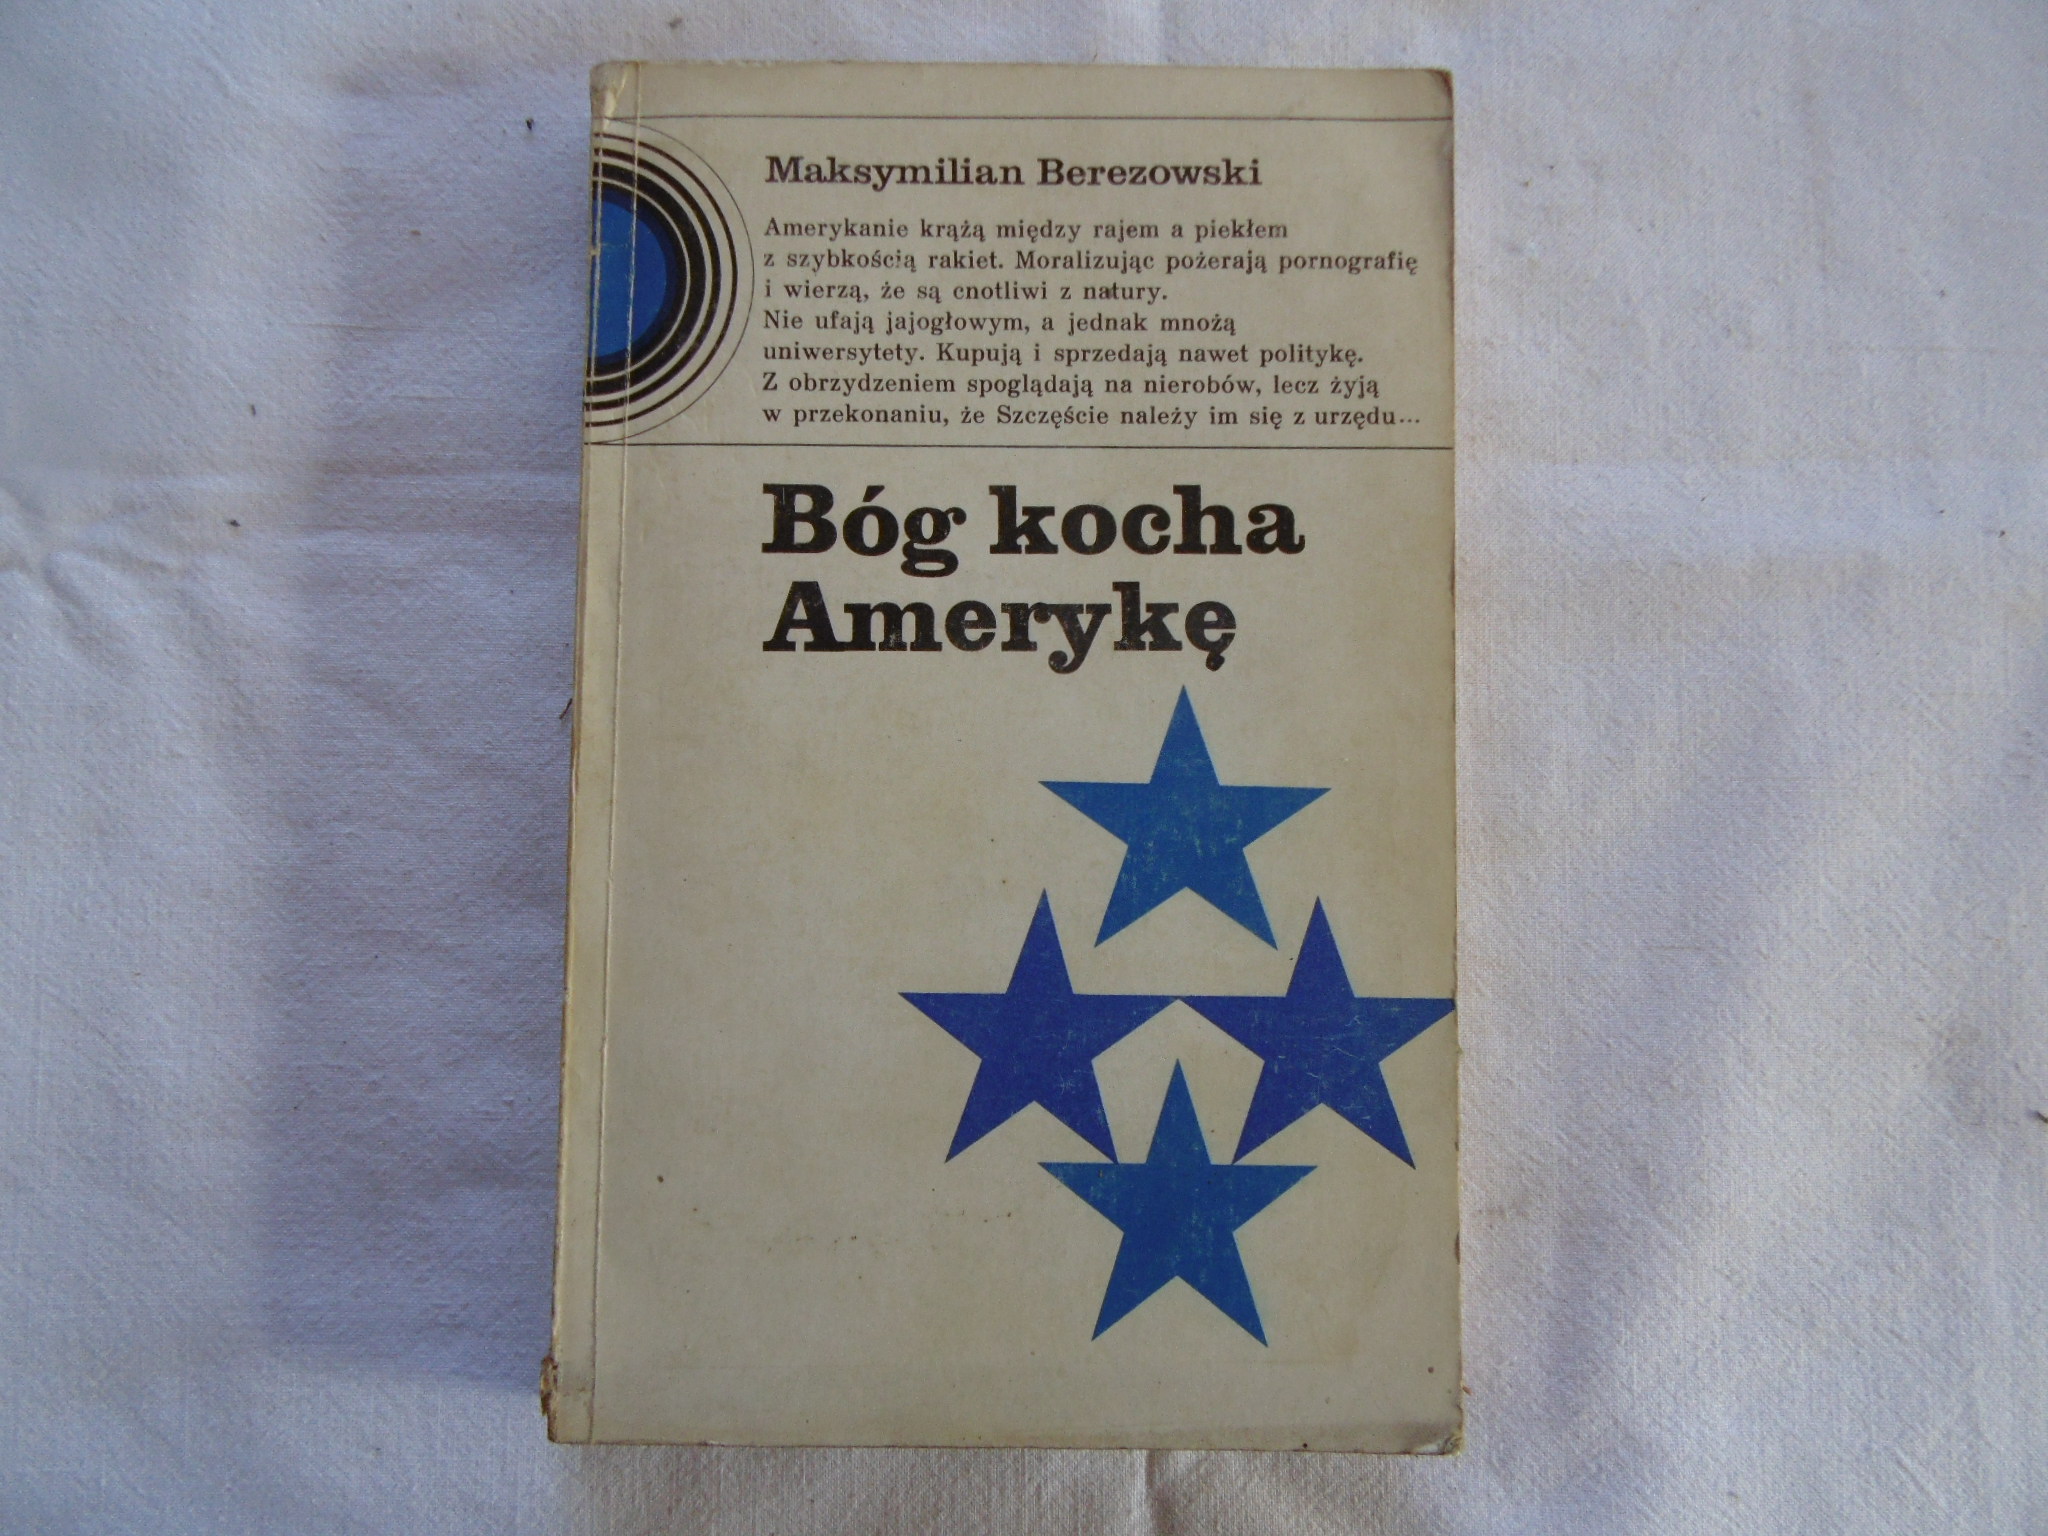 Maksymilian Berezowski
Amerykanie krążą między rajem a piekłem
z szybkością rakiet. Moralizując pożerają pornografię
i wierzą, że są cnotliwi z natury.
Nie ufają jajogłowym, a jednak mnożą
uniwersytety. Kupują i sprzedają nawet politykę.
Z obrzydzeniem spoglądają na nierobów, lecz żyją
w przekonaniu, że Szczęście należy im się z urzędu...
Bóg kocha
Amerykę